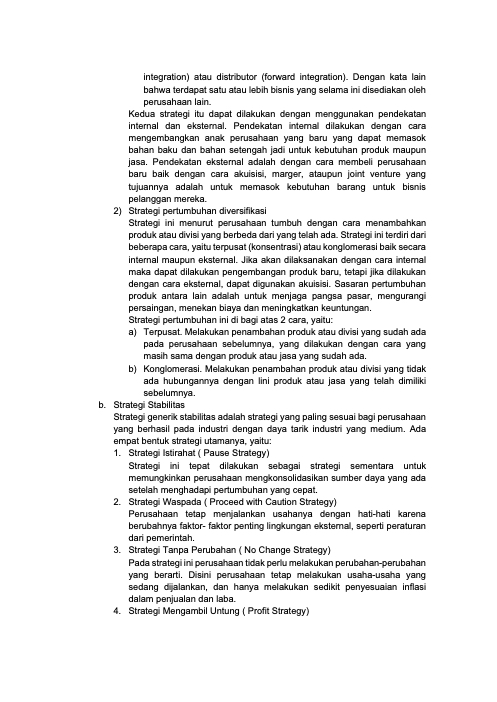 integration) atau distributor (forward integration). Dengan kata lain
bahwa terdapat satu atau lebih bisnis yang selama ini disediakan oleh
perusahaan lain.
Kedua strategi itu dapat dilakukan dengan menggunakan pendekatan
internal dan eksternal. Pendekatan internal dilakukan dengan cara
mengembangkan anak perusahaan yang baru yang dapat memasok
bahan baku dan bahan setengah jadi untuk kebutuhan produk maupun
jasa. Pendekatan eksternal adalah dengan cara membeli perusahaan
baru baik dengan cara akuisisi, marger, ataupun joint venture yang
tujuannya adalah untuk memasok kebutuhan barang untuk bisnis
pelanggan mereka.
2) Strategi pertumbuhan diversifikasi
Strategi ini menurut perusahaan tumbuh dengan cara menambahkan
produk atau divisi yang berbeda dari yang telah ada. Strategi ini terdiri dari
beberapa cara, yaitu terpusat (konsentrasi) atau konglomerasi baik secara
internal maupun eksternal. Jika akan dilaksanakan dengan cara internal
maka dapat dilakukan pengembangan produk baru, tetapi jika dilakukan
dengan cara eksternal, dapat digunakan akuisisi. Sasaran pertumbuhan
produk antara lain adalah untuk menjaga pangsa pasar, mengurangi
persaingan, menekan biaya dan meningkatkan keuntungan.
Strategi pertumbuhan ini di bagi atas 2 cara, yaitu:
a) Terpusat. Melakukan penambahan produk atau divisi yang sudah ada
pada perusahaan sebelumnya, yang dilakukan dengan cara yang
masih sama dengan produk atau jasa yang sudah ada.
b) Konglomerasi. Melakukan penambahan produk atau divisi yang tidak
ada hubungannya dengan lini produk atau jasa yang telah dimiliki
sebelumnya.
b. Strategi Stabilitas
Strategi generik stabilitas adalah strategi yang paling sesuai bagi perusahaan
yang berhasil pada industri dengan daya tarik industri yang medium. Ada
empat bentuk strategi utamanya, yaitu:
1. Strategi Istirahat ( Pause Strategy)
Strategi ini tepat dilakukan sebagai strategi sementara untuk
memungkinkan perusahaan mengkonsolidasikan sumber daya yang ada
setelah menghadapi pertumbuhan yang cepat.
2. Strategi Waspada ( Proceed with Caution Strategy)
Perusahaan tetap menjalankan usahanya dengan hati-hati karena
berubahnya faktor- faktor penting lingkungan eksternal, seperti peraturan
dari pemerintah.
3. Strategi Tanpa Perubahan ( No Change Strategy)
Pada strategi ini perusahaan tidak perlu melakukan perubahan-perubahan
yang berarti. Disini perusahaan tetap melakukan usaha-usaha yang
sedang dijalankan, dan hanya melakukan sedikit penyesuaian inflasi
dalam penjualan dan laba.
4. Strategi Mengambil Untung ( Profit Strategy)